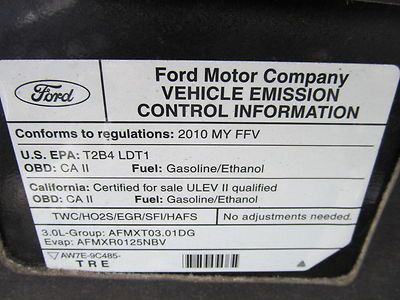 Ford
Ford Motor Company
VEHICLE EMISSION
CONTROL INFORMATION
Conforms to regulations: 2010 MY FFV
U.S. EPA: T2B4 LDT1
OBD: CA II Fuel: Gasoline/Ethanol
California: Certified for sale ULEV II qualified
OBD: CA II Fuel: Gasoline/Ethanol
TWC/HO2S/EGR/SFI/HAFS No adjustments needed.
3.0L-Group: AFMXT03.01DG
Evap: AFMXR0125NBV
AW7E-9C485-
TRE